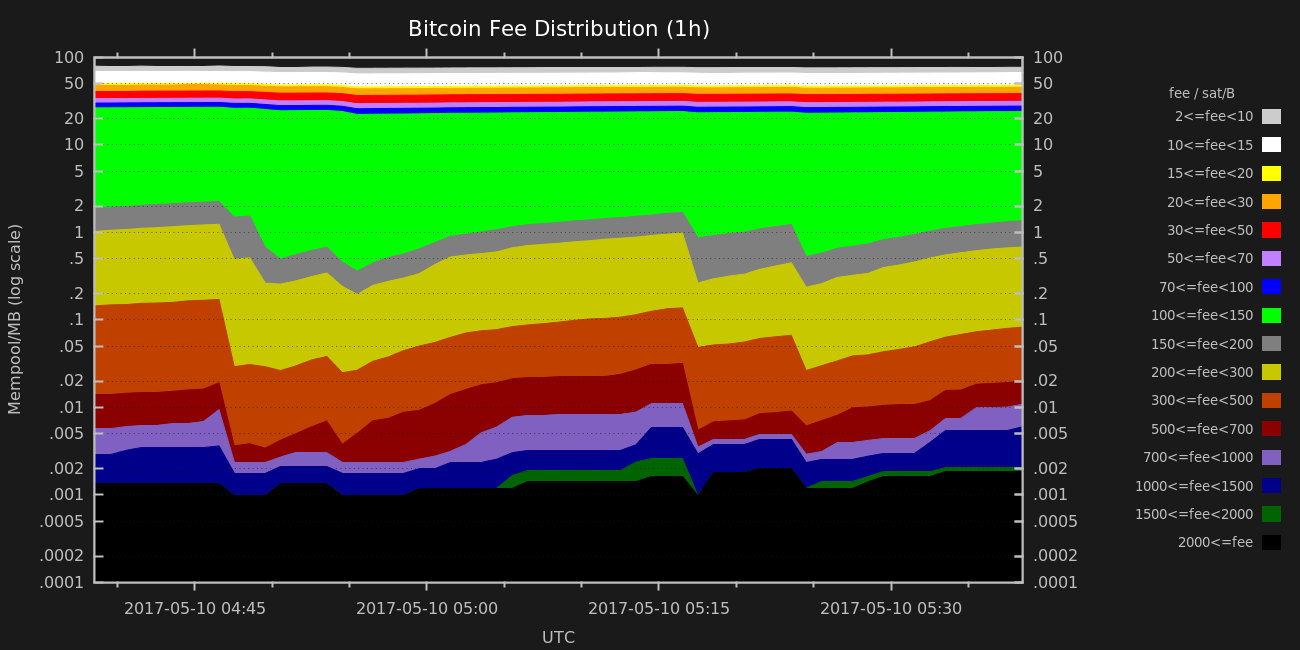 Bitcoin Fee Distribution (1h)
Mempool/MB (log scale)
100
50
20
10
5
2
1
.5
.2
.1
.05
.02
.01
.005
.002
.001
.0005
.0002
.0001
100
50
20
10
5
2
1
.5
.2
.1
.05
.02
.01
.005
.002
.001
.0005
.0002
.0001
2017-05-10 04:45
2017-05-10 05:00
2017-05-10 05:15
2017-05-10 05:30
UTC
fee / sat/B
2<=fee<10
10<=fee<15
15<=fee<20
20<=fee<30
30<=fee<50
50<=fee<70
70<=fee<100
100<=fee<150
150<=fee<200
200<=fee<300
300<=fee<500
500<=fee<700
700<=fee<1000
1000<=fee<1500
1500<=fee<2000
2000<=fee